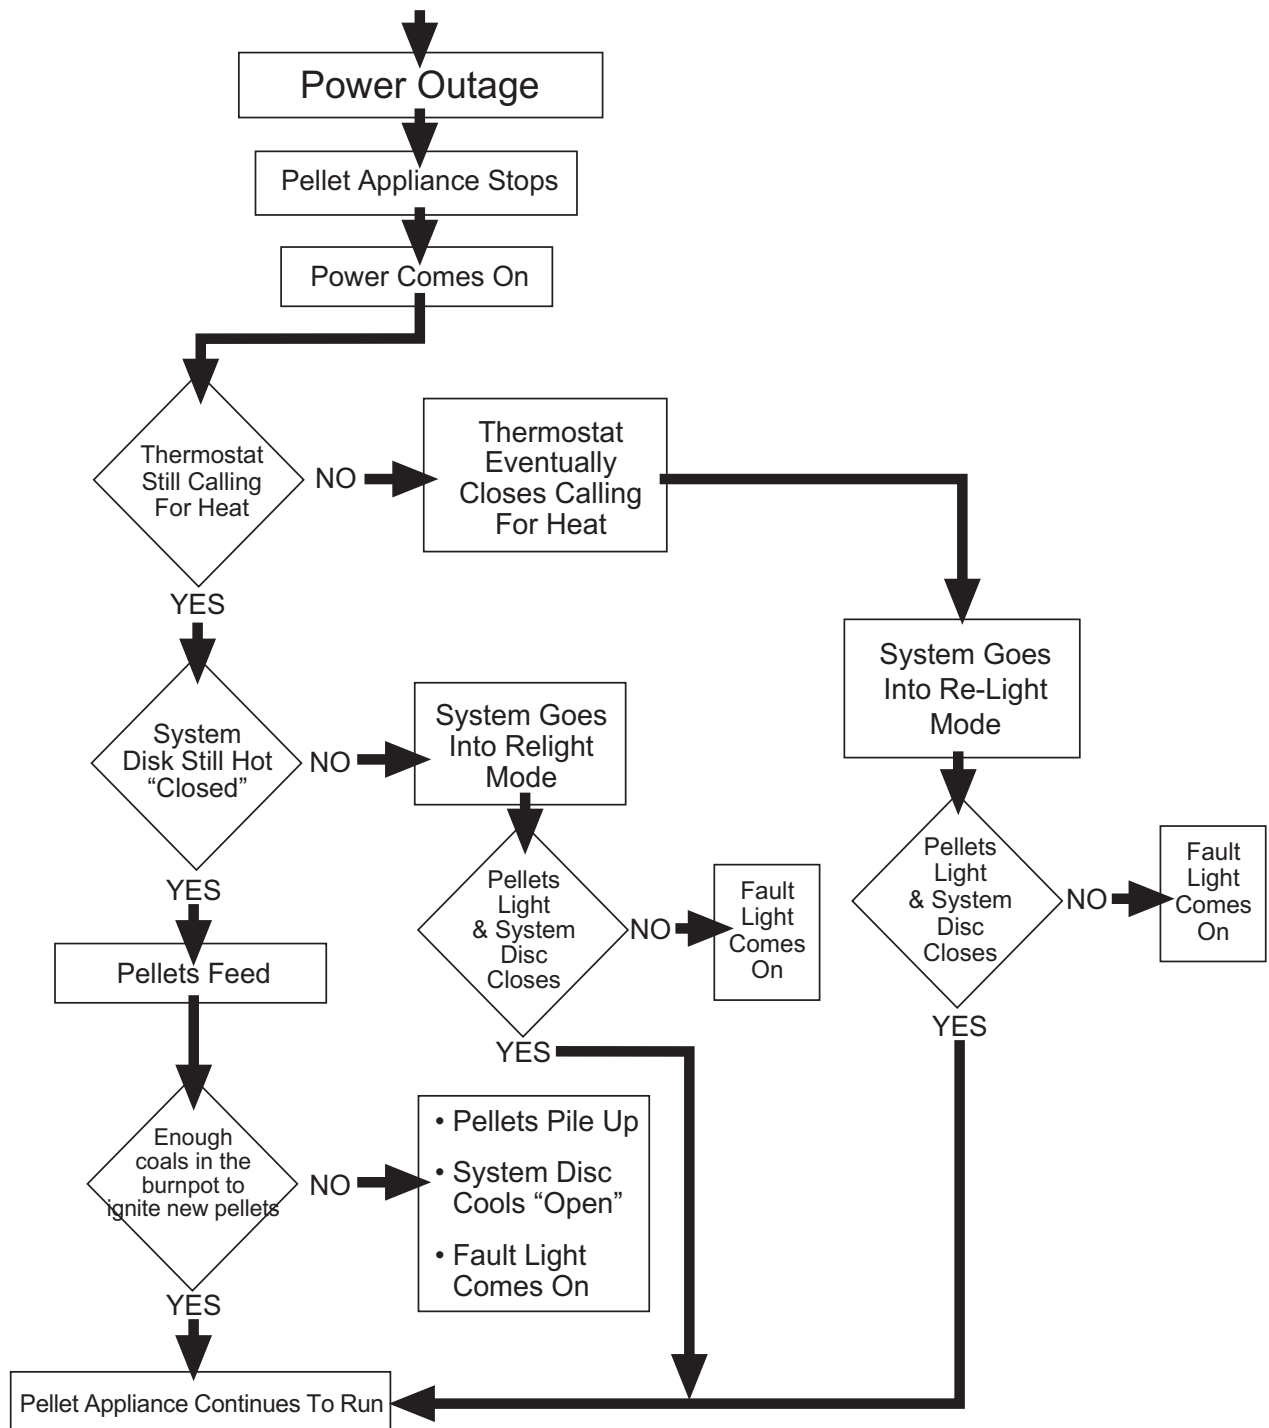 Power Outage
Pellet Appliance Stops
Power Comes On
Thermostat
Still Calling
For Heat
NO
Thermostat
Eventually
Closes Calling
For Heat
YES
System Goes
Into Re-Light
Mode
System
Disk Still Hot
“Closed”
NO
System Goes
Into Relight
Mode
YES
Pellets
Light
& System
Disc
Closes
NO
Fault
Light
Comes
On
Pellets
Light
& System
Disc
Closes
NO
Fault
Light
Comes
On
Pellets Feed
YES
YES
Enough
coals in the
burnpot to
ignite new pellets
NO
• Pellets Pile Up
• System Disc
Cools “Open”
• Fault Light
Comes On
YES
Pellet Appliance Continues To Run